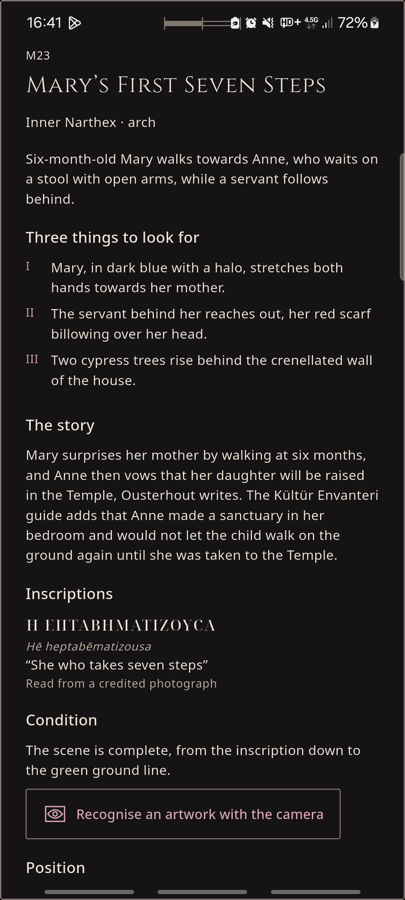 16:41 HD+ 4.5G 72%
M23
Mary’s First Seven Steps
Inner Narthex · arch
Six-month-old Mary walks towards Anne, who waits on
a stool with open arms, while a servant follows
behind.
Three things to look for
I Mary, in dark blue with a halo, stretches both
hands towards her mother.
II The servant behind her reaches out, her red scarf
billowing over her head.
III Two cypress trees rise behind the crenellated wall
of the house.
The story
Mary surprises her mother by walking at six months,
and Anne then vows that her daughter will be raised
in the Temple, Ousterhout writes. The Kültür Envanteri
guide adds that Anne made a sanctuary in her
bedroom and would not let the child walk on the
ground again until she was taken to the Temple.
Inscriptions
Η ΕΠΤΑΒΗΜΑΤΙΖΟΥϹΑ
Hē heptabēmatizousa
“She who takes seven steps”
Read from a credited photograph
Condition
The scene is complete, from the inscription down to
the green ground line.
Recognise an artwork with the camera
Position